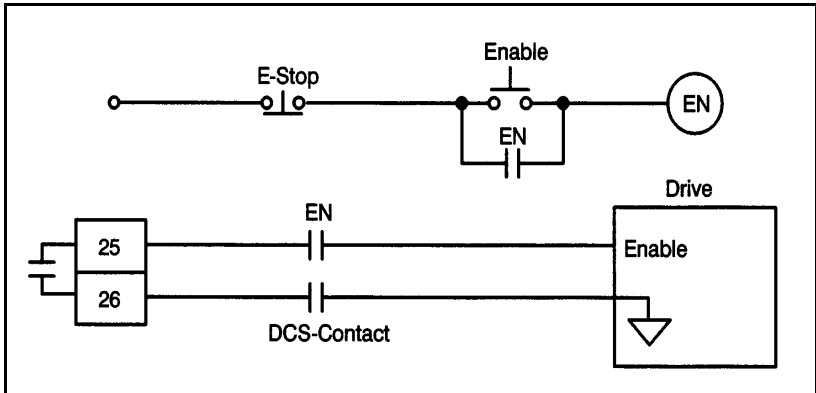 Enable
E-Stop
EN
EN
Drive
EN
25
Enable
26
DCS-Contact